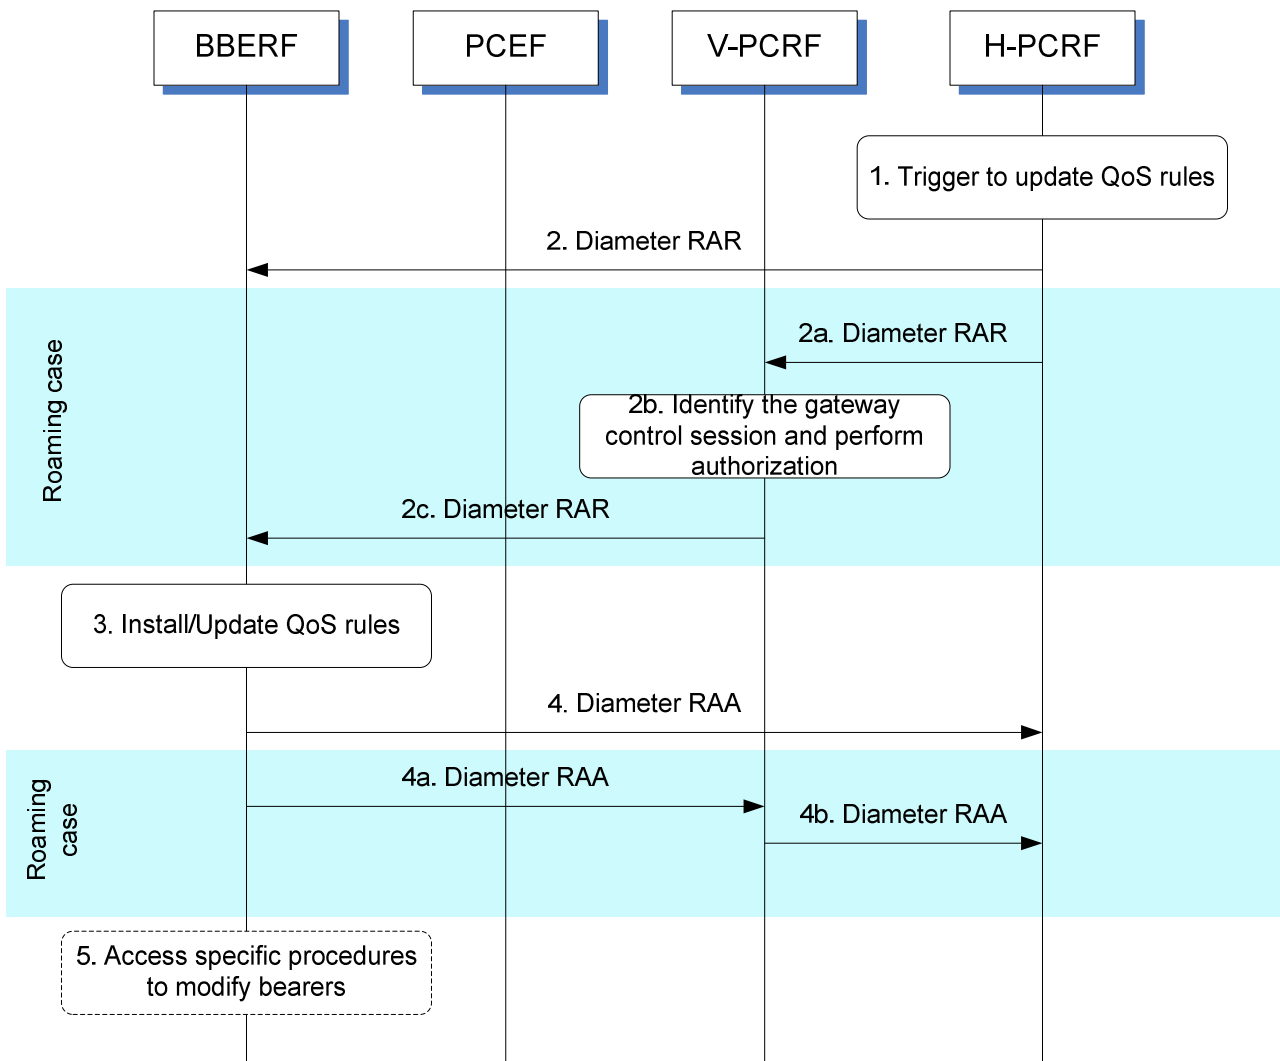 BBERF
PCEF
V-PCRF
H-PCRF
1. Trigger to update QoS rules
2. Diameter RAR
Roaming case
2a. Diameter RAR
2b. Identify the gateway
control session and perform
authorization
2c. Diameter RAR
3. Install/Update QoS rules
4. Diameter RAA
Roaming
case
4a. Diameter RAA
4b. Diameter RAA
5. Access specific procedures
to modify bearers